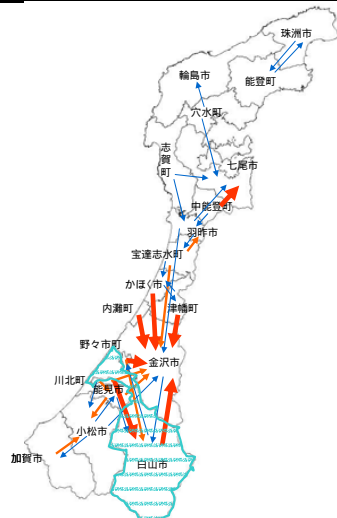 珠洲市
輪島市
能登町
穴水町
志
賀
町
七尾市
中能登町
羽咋市
宝達志水町
かほく市
内灘町
津幡町
野々市町
金沢市
川北町
能見市
小松市
加賀市
白山市